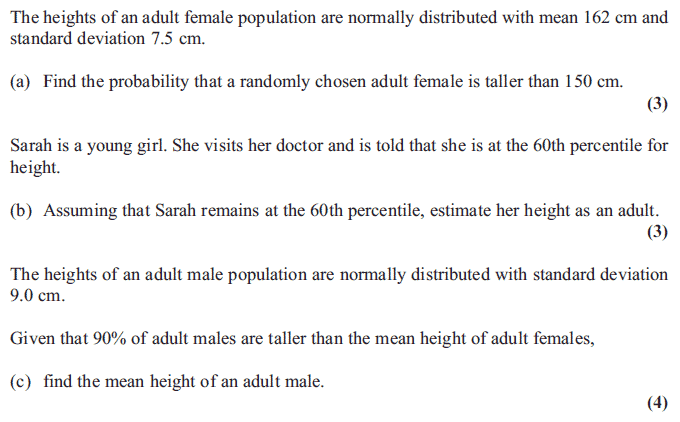 The heights of an adult female population are normally distributed with mean 162 cm and
standard deviation 7.5 cm.
(a) Find the probability that a randomly chosen adult female is taller than 150 cm.
(3)
Sarah is a young girl. She visits her doctor and is told that she is at the 60th percentile for
height.
(b) Assuming that Sarah remains at the 60th percentile, estimate her height as an adult.
(3)
The heights of an adult male population are normally distributed with standard deviation
9.0 cm.
Given that 90% of adult males are taller than the mean height of adult females,
(c) find the mean height of an adult male.
(4)